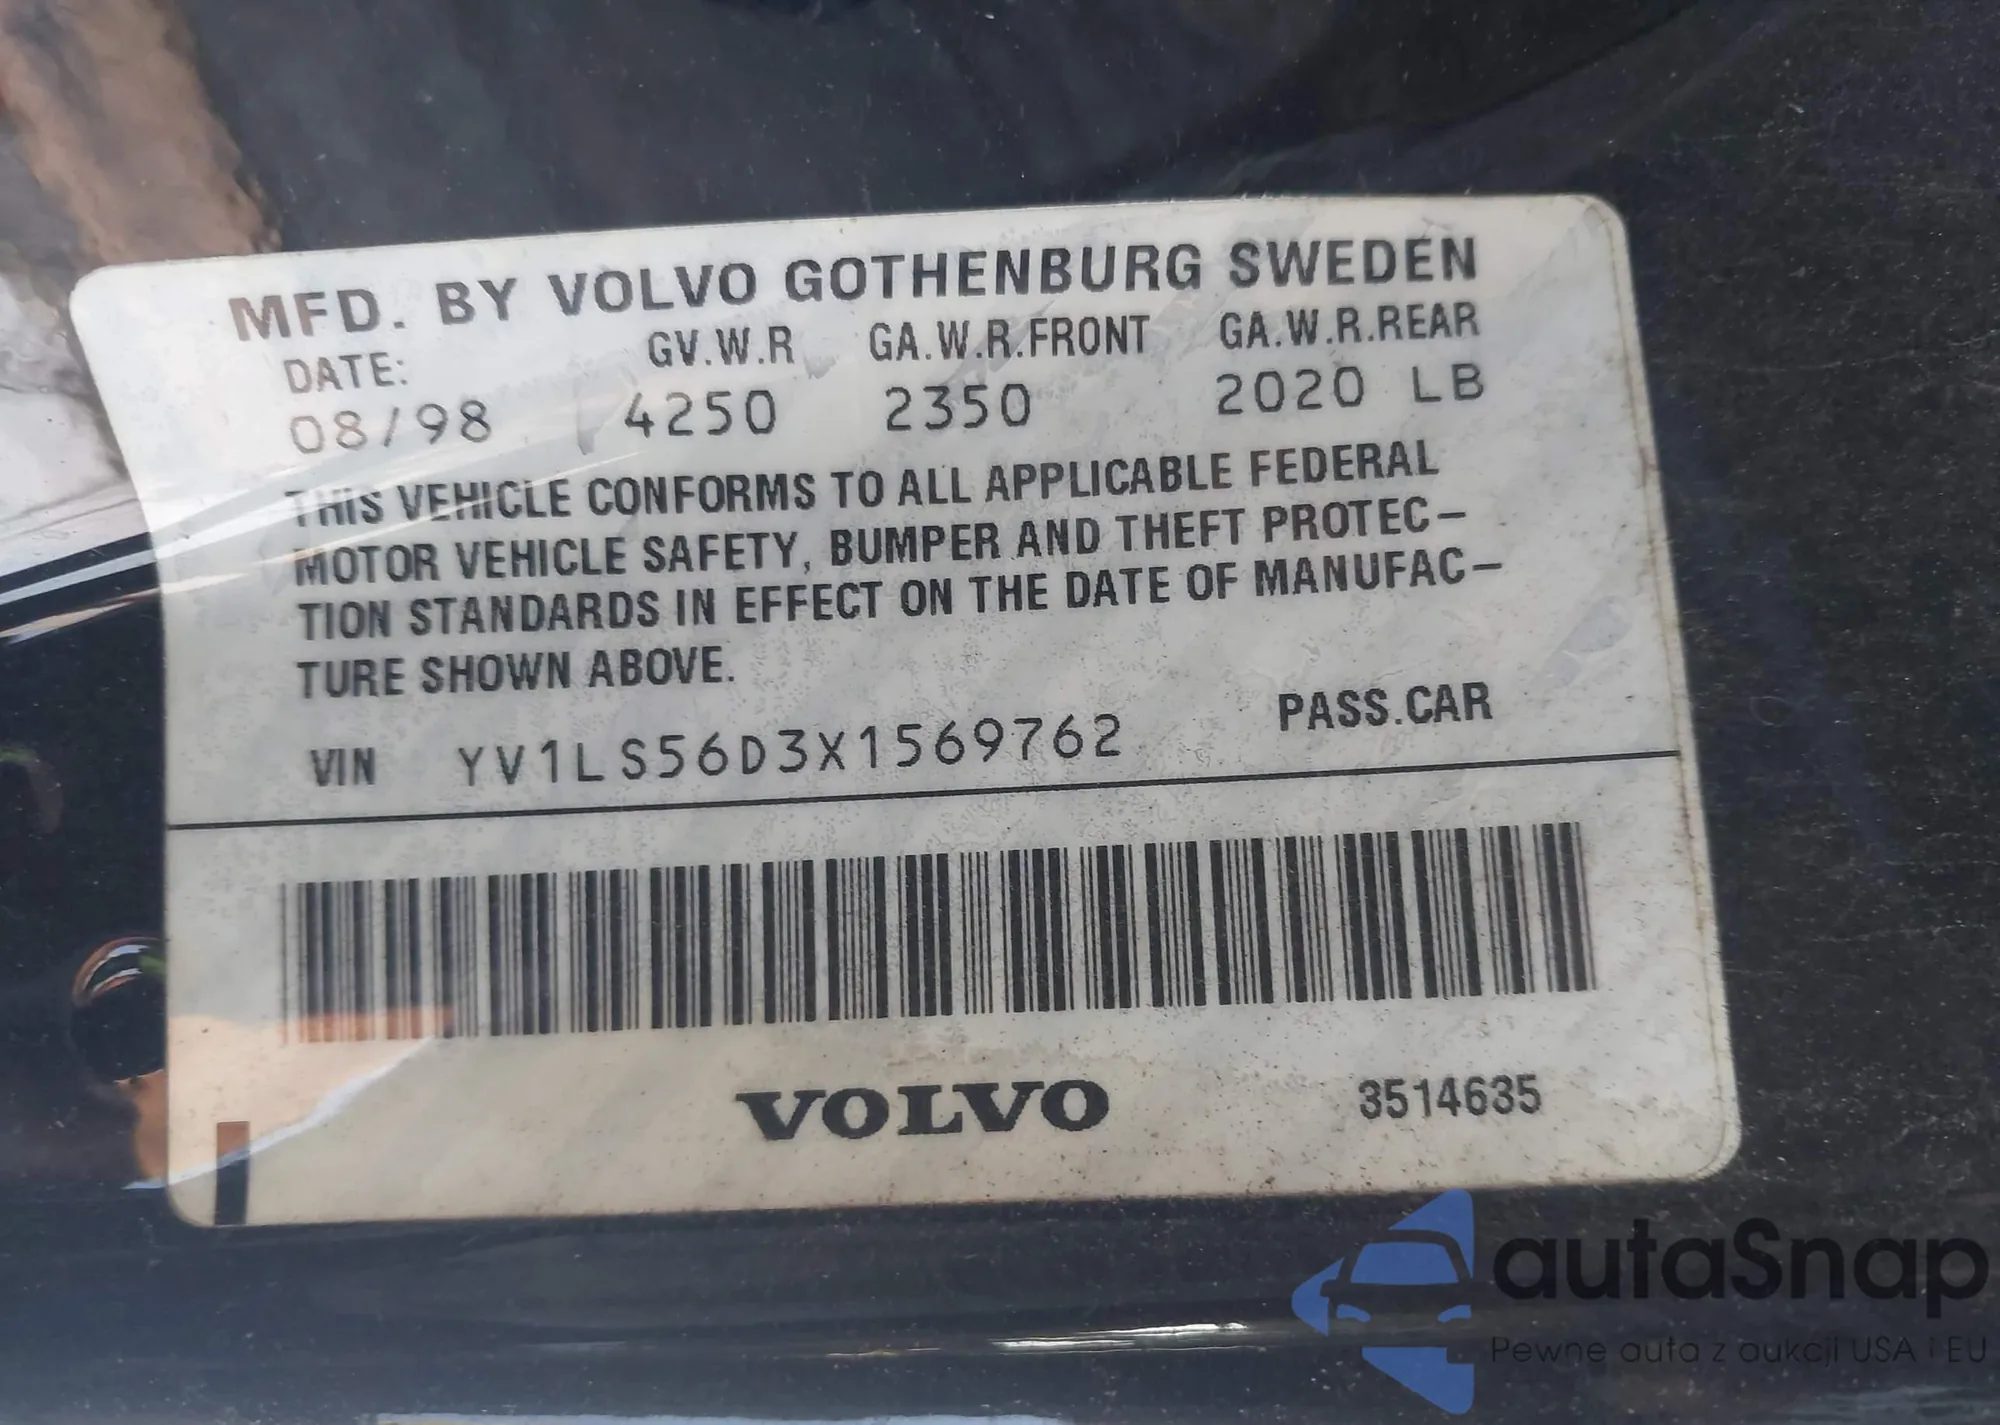 MFD. BY VOLVO GOTHENBURG SWEDEN
DATE: GV.W.R GA.W.R.FRONT GA.W.R.REAR
08/98 4250 2350 2020 LB
THIS VEHICLE CONFORMS TO ALL APPLICABLE FEDERAL
MOTOR VEHICLE SAFETY, BUMPER AND THEFT PROTEC-
TION STANDARDS IN EFFECT ON THE DATE OF MANUFAC-
TURE SHOWN ABOVE.
VIN YV1LS56D3X1569762 PASS.CAR
VOLVO 3514635
autaSnap
Pewne auta z aukcji USA i EU